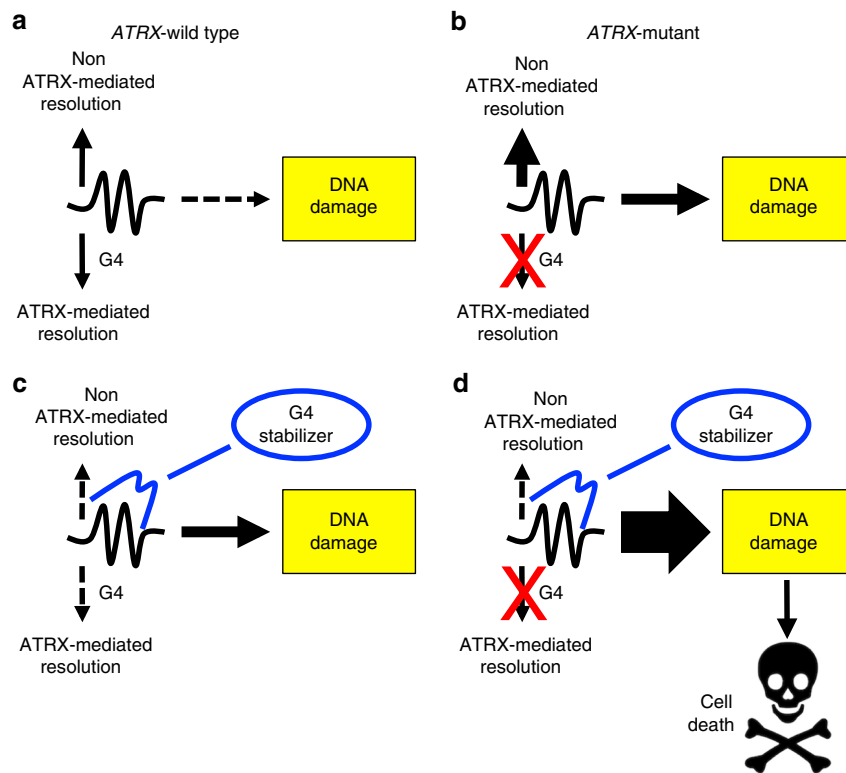 a
ATRX-wild type
Non
ATRX-mediated
resolution
DNA
damage
G4
ATRX-mediated
resolution
b
ATRX-mutant
Non
ATRX-mediated
resolution
DNA
damage
G4
ATRX-mediated
resolution
c
Non
ATRX-mediated
resolution
G4
stabilizer
DNA
damage
G4
ATRX-mediated
resolution
d
Non
ATRX-mediated
resolution
G4
stabilizer
DNA
damage
G4
ATRX-mediated
resolution
Cell
death